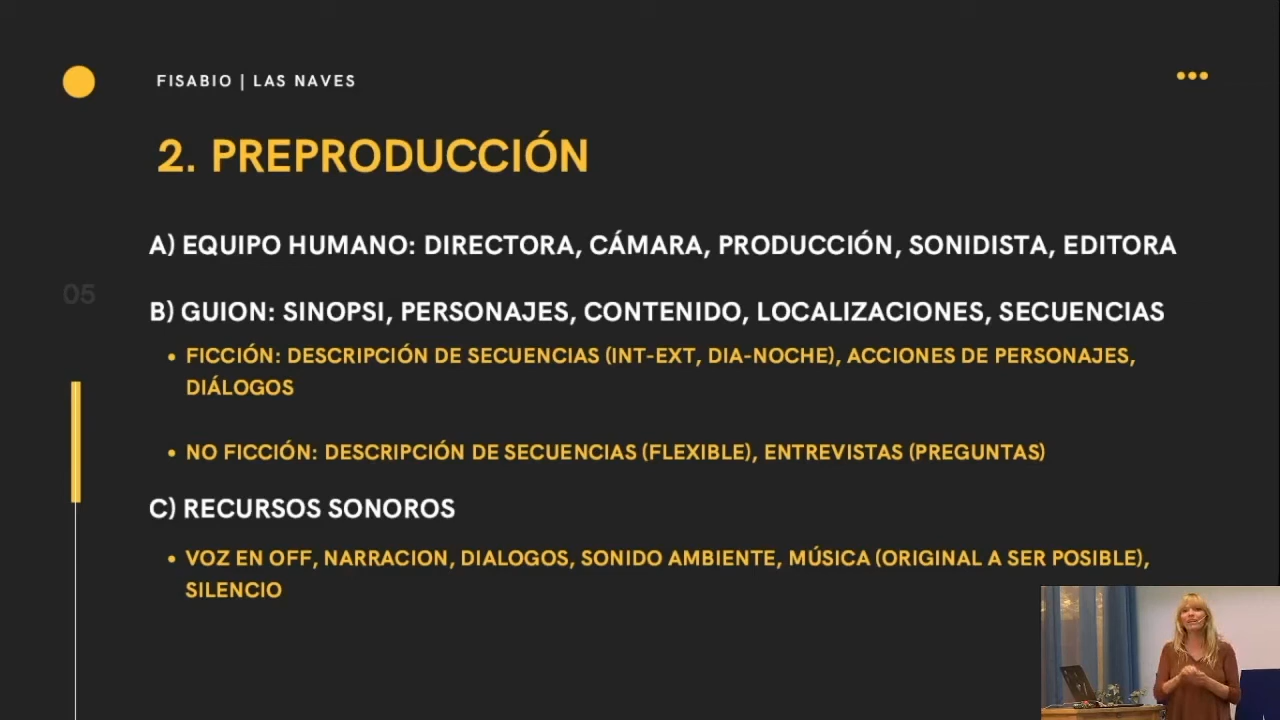 FISABIO | LAS NAVES
2. PREPRODUCCIÓN
A) EQUIPO HUMANO: DIRECTORA, CÁMARA, PRODUCCIÓN, SONIDISTA, EDITORA
05
B) GUION: SINOPSI, PERSONAJES, CONTENIDO, LOCALIZACIONES, SECUENCIAS
• FICCIÓN: DESCRIPCIÓN DE SECUENCIAS (INT-EXT, DIA-NOCHE), ACCIONES DE PERSONAJES,
DIÁLOGOS
• NO FICCIÓN: DESCRIPCIÓN DE SECUENCIAS (FLEXIBLE), ENTREVISTAS (PREGUNTAS)
C) RECURSOS SONOROS
• VOZ EN OFF, NARRACION, DIALOGOS, SONIDO AMBIENTE, MÚSICA (ORIGINAL A SER POSIBLE),
SILENCIO